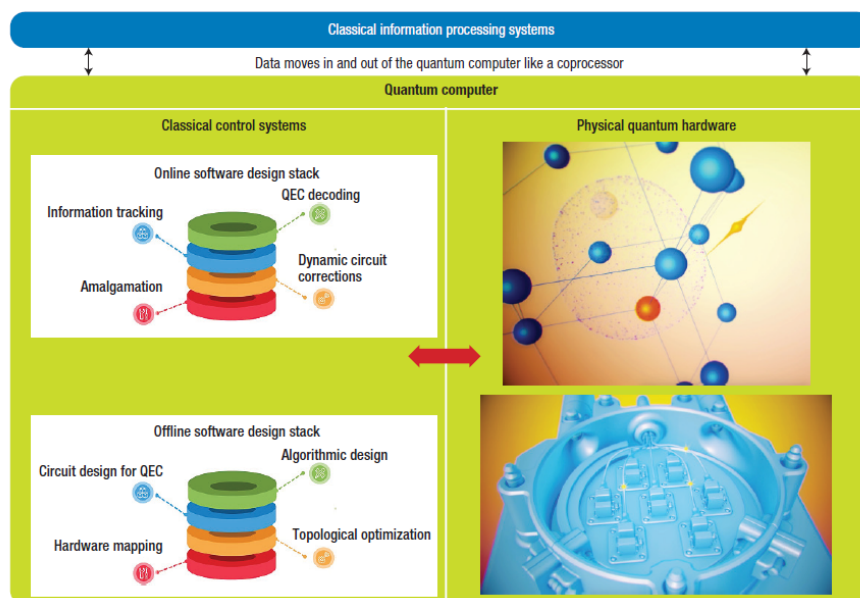 Classical information processing systems
Data moves in and out of the quantum computer like a coprocessor
Quantum computer
Classical control systems
Physical quantum hardware
Online software design stack
QEC decoding
Information tracking
Dynamic circuit
corrections
Amalgamation
Offline software design stack
Algorithmic design
Circuit design for QEC
Topological optimization
Hardware mapping